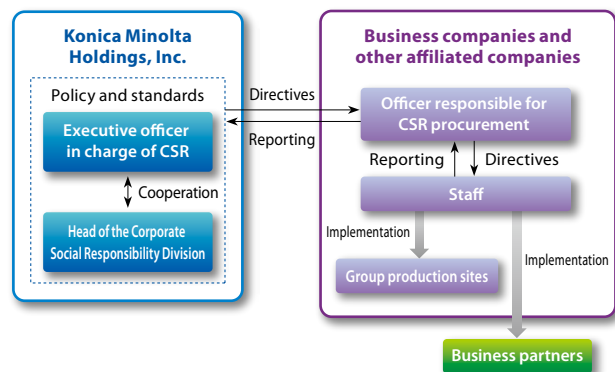 Konica Minolta
Holdings, Inc.
Policy and standards
Executive officer
in charge of CSR
Cooperation
Head of the Corporate
Social Responsibility Division
Directives
Reporting
Business companies and
other affiliated companies
Officer responsible for
CSR procurement
Reporting
Directives
Staff
Implementation
Group production sites
Implementation
Business partners